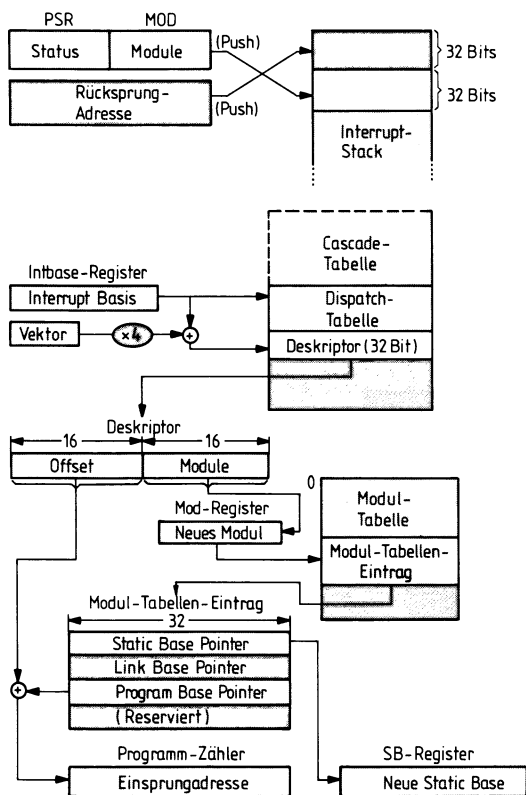 PSR MOD
Status Module
(Push)
Rücksprung-
Adresse
(Push)
32 Bits
32 Bits
Interrupt-
Stack
Cascade-
Tabelle
Intbase-Register
Interrupt Basis
Dispatch-
Tabelle
Vektor ×4 +
Deskriptor (32 Bit)
Deskriptor
16 16
Offset Module
0
Modul-
Tabelle
Mod-Register
Neues Modul
Modul-Tabellen-
Eintrag
Modul-Tabellen-Eintrag
32
Static Base Pointer
Link Base Pointer
+
Program Base Pointer
(Reserviert)
Programm-Zähler SB-Register
Einsprungadresse Neue Static Base